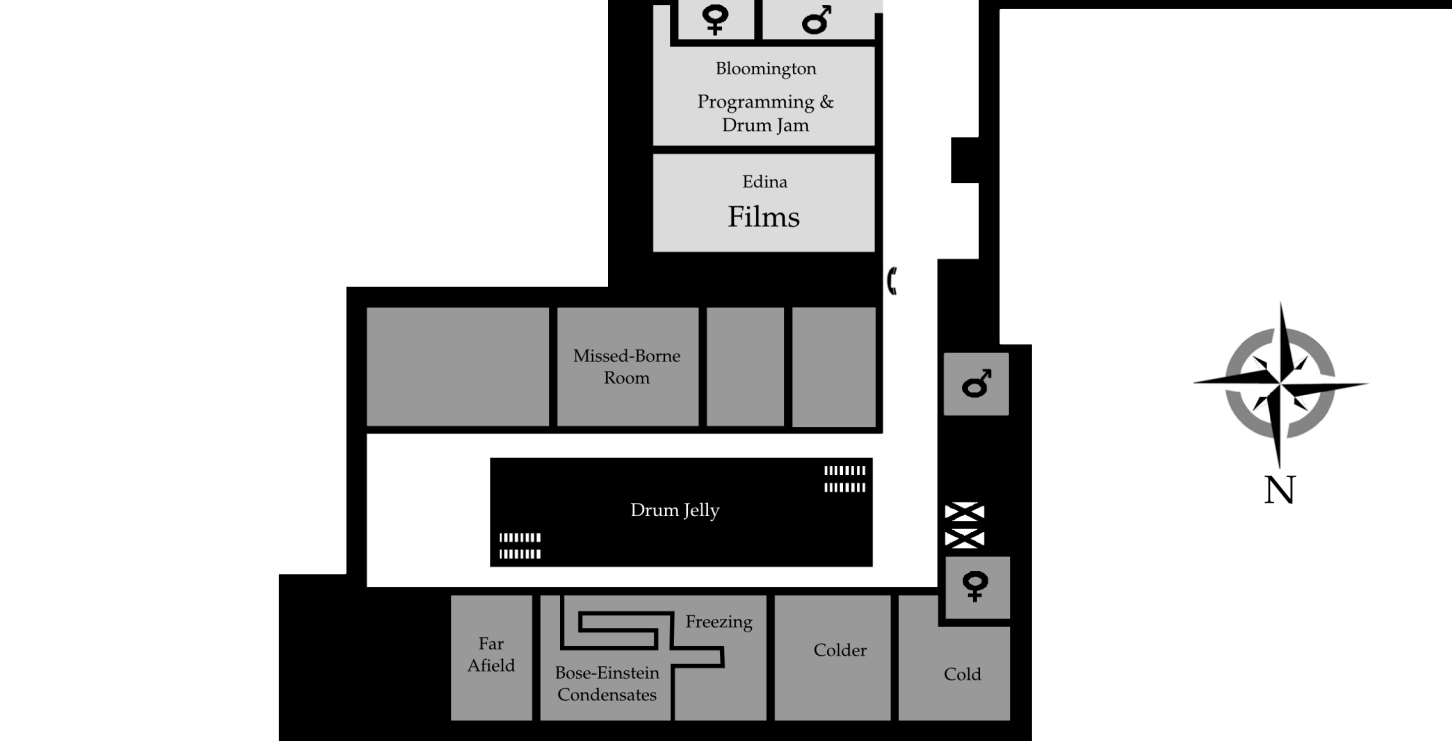 Bloomington
Programming &
Drum Jam
Edina
Films
Missed-Borne
Room
Drum Jelly
N
Far
Afield
Freezing
Bose-Einstein
Condensates
Colder
Cold